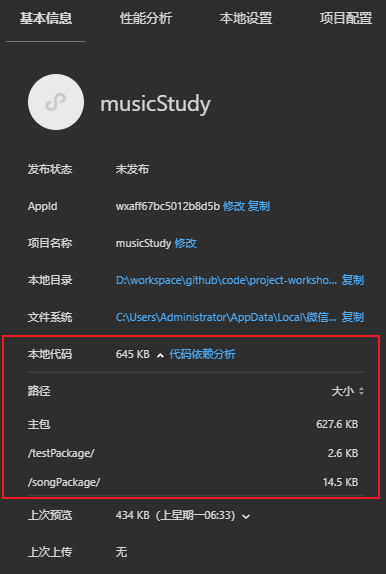 基本信息 性能分析 本地设置 项目配置
musicStudy
发布状态 未发布
AppId wxaff67bc5012b8d5b 修改 复制
项目名称 musicStudy 修改
本地目录 D:\workspace\github\code\project-worksho... 复制
文件系统 C:\Users\Administrator\AppData\Local\微信... 复制
本地代码 645 KB 代码依赖分析
路径 大小
主包 627.6 KB
/testPackage/ 2.6 KB
/songPackage/ 14.5 KB
上次预览 434 KB (上星期一06:33)
上次上传 无